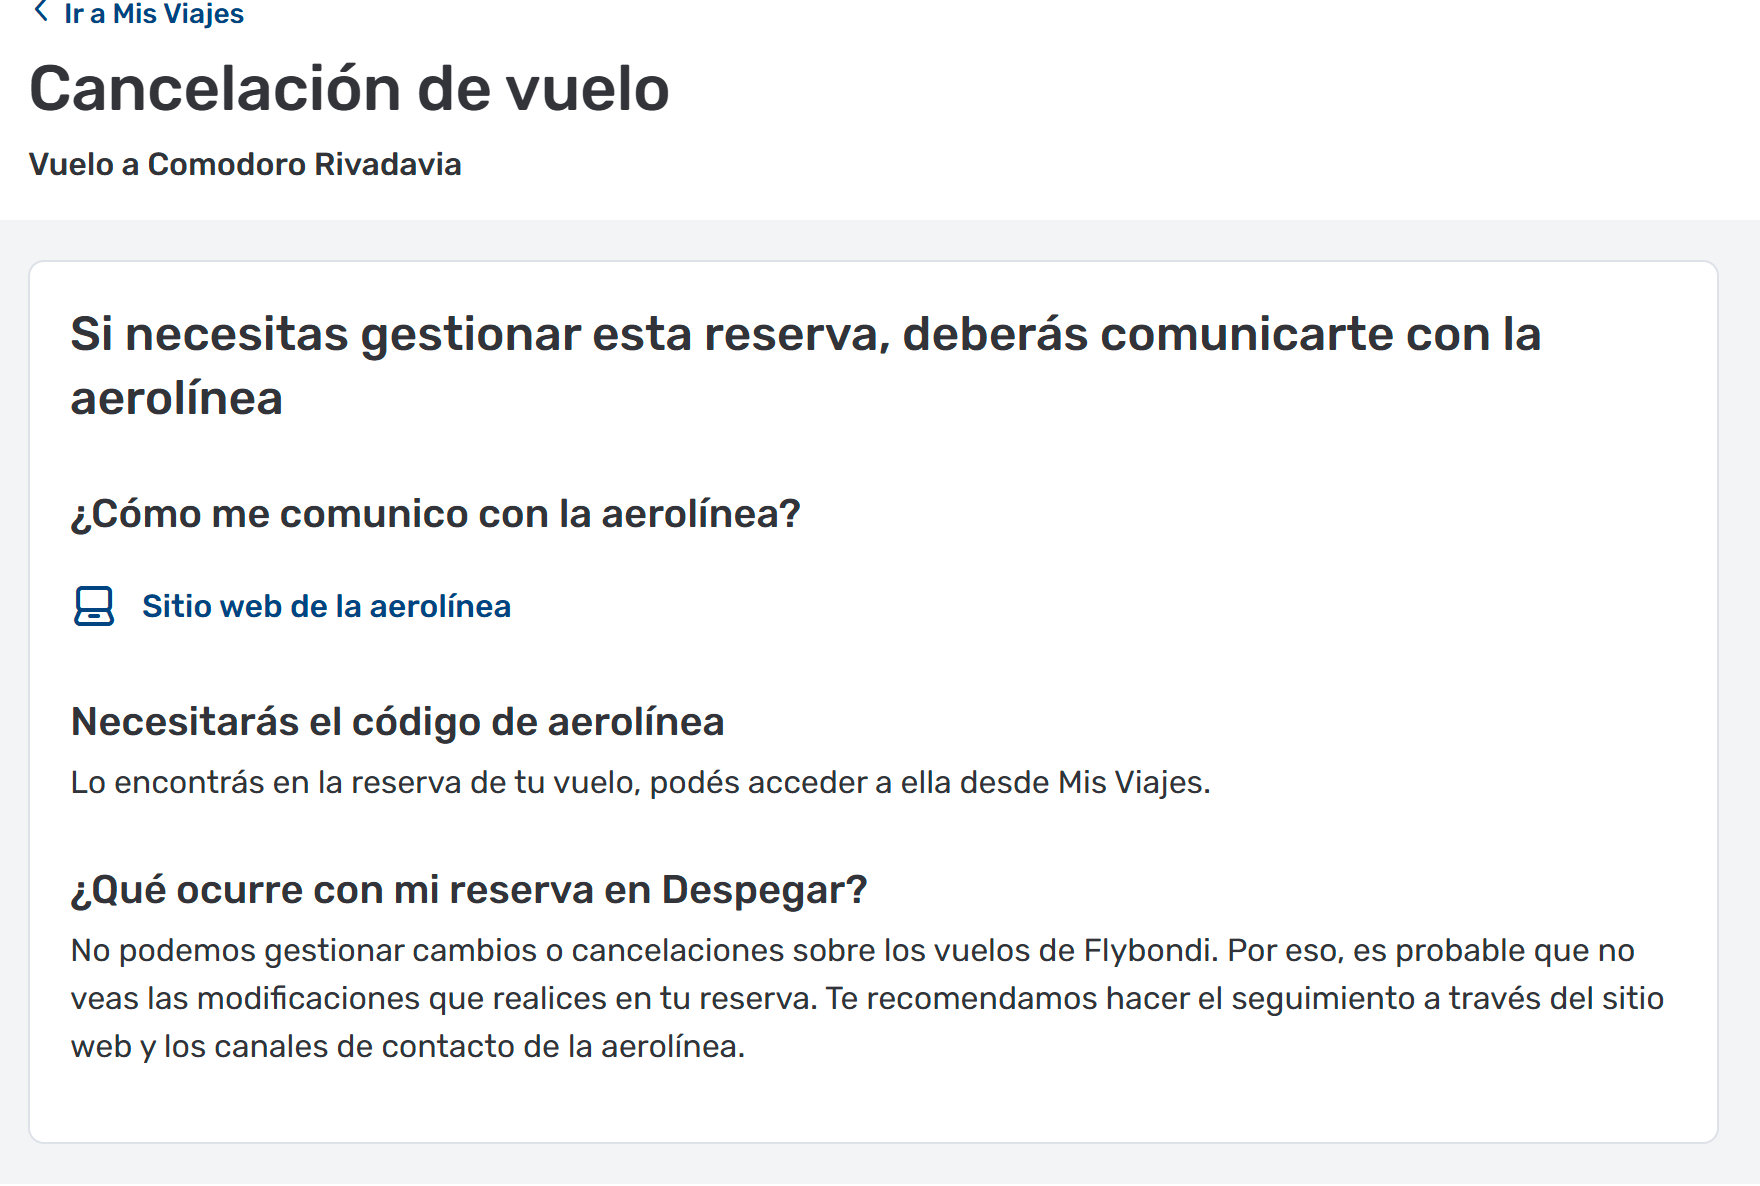 Ir a Mis Viajes
Cancelación de vuelo
Vuelo a Comodoro Rivadavia
Si necesitas gestionar esta reserva, deberás comunicarte con la
aerolínea
¿Cómo me comunico con la aerolínea?
Sitio web de la aerolínea
Necesitarás el código de aerolínea
Lo encontrás en la reserva de tu vuelo, podés acceder a ella desde Mis Viajes.
¿Qué ocurre con mi reserva en Despegar?
No podemos gestionar cambios o cancelaciones sobre los vuelos de Flybondi. Por eso, es probable que no
veas las modificaciones que realices en tu reserva. Te recomendamos hacer el seguimiento a través del sitio
web y los canales de contacto de la aerolínea.